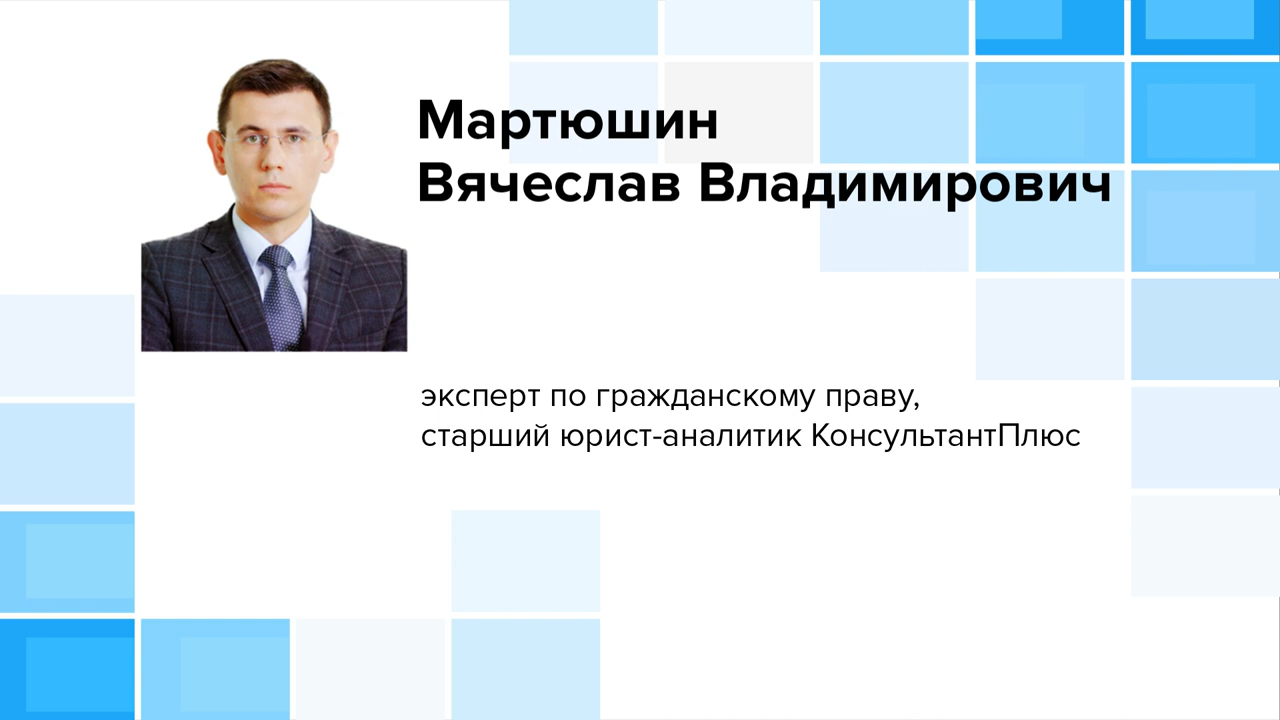 Мартюшин
Вячеслав Владимирович
эксперт по гражданскому праву,
старший юрист-аналитик КонсультантПлюс